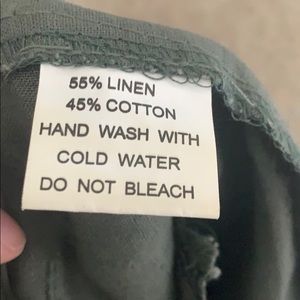 55% LINEN
45% COTTON
HAND WASH WITH
COLD WATER
DO NOT BLEACH